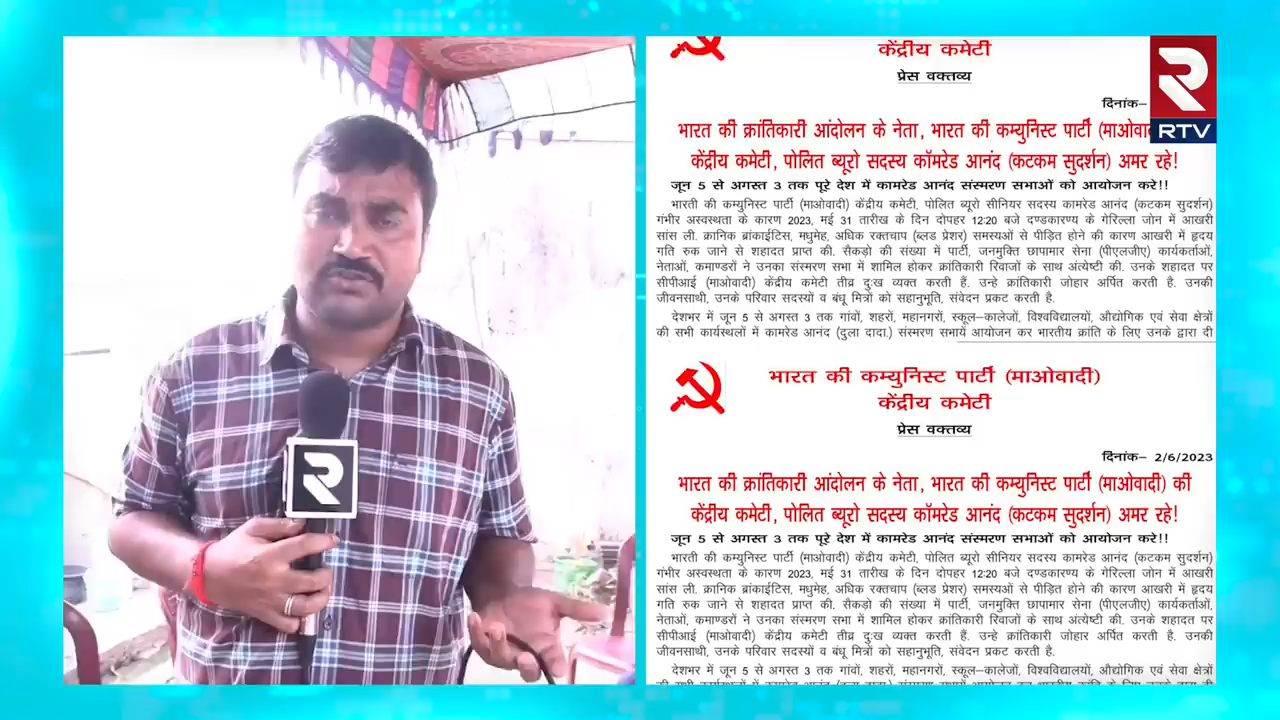 केंद्रीय कमेटी
प्रेस वक्तव्य
दिनांक–
भारत की क्रांतिकारी आंदोलन के नेता, भारत की कम्युनिस्ट पार्टी
केंद्रीय कमेटी, पोलित ब्यूरो सदस्य कॉमरेड आनंद (कटकम सुदर्शन) अमर रहे!
जून 5 से अगस्त 3 तक पूरे देश में कामरेड आनंद संस्मरण सभाओं को आयोजन करे!!
भारती की कम्युनिस्ट पार्टी (माओवादी) केंद्रीय कमेटी, पोलित ब्यूरो सीनियर सदस्य कामरेड आनंद (कटकम सुदर्शन)
गंभीर अस्वस्थता के कारण 2023, मई 31 तारीख के दिन दोपहर 12:20 बजे दण्डकारण्य के गेरिल्ला जोन में आखरी
सांस ली. क्रानिक ब्रांकाईटिस, मधुमेह, अधिक रक्तचाप (ब्लड प्रेशर) समस्यओं से पीड़ित होने की कारण आखरी में हृदय
गति रुक जाने से शहादत प्राप्त की. सैकड़ो की संख्या में पार्टी, जनमुक्ति छापामार सेना (पीएलजीए) कार्यकर्ताओं,
नेताओं, कमाण्डरों ने उनका संस्मरण सभा में शामिल होकर क्रांतिकारी रिवाजों के साथ अंत्येष्टी की. उनके शहादत पर
सीपीआई (माओवादी) केंद्रीय कमेटी तीव्र दुःख व्यक्त करती हैं. उन्हे क्रांतिकारी जोहार अर्पित करती है. उनकी
जीवनसाथी, उनके परिवार सदस्यों व बंधू मित्रों को सहानुभूति, संवेदन प्रकट करती है.
देशभर में जून 5 से अगस्त 3 तक गांवों, शहरों, महानगरों, स्कूल–कालेजों, विश्वविद्यालयों, औद्योगिक एवं सेवा क्षेत्रों
की सभी कार्यस्थलों में कामरेड आनंद (दुला दादा.) संस्मरण सभायें आयोजन कर भारतीय क्रांति के लिए उनके द्वारा दी
भारत की कम्युनिस्ट पार्टी (माओवादी)
केंद्रीय कमेटी
प्रेस वक्तव्य
दिनांक– 2/6/2023
भारत की क्रांतिकारी आंदोलन के नेता, भारत की कम्युनिस्ट पार्टी (माओवादी) की
केंद्रीय कमेटी, पोलित ब्यूरो सदस्य कॉमरेड आनंद (कटकम सुदर्शन) अमर रहे!
जून 5 से अगस्त 3 तक पूरे देश में कामरेड आनंद संस्मरण सभाओं को आयोजन करे!!
भारती की कम्युनिस्ट पार्टी (माओवादी) केंद्रीय कमेटी, पोलित ब्यूरो सीनियर सदस्य कामरेड आनंद (कटकम सुदर्शन)
गंभीर अस्वस्थता के कारण 2023, मई 31 तारीख के दिन दोपहर 12:20 बजे दण्डकारण्य के गेरिल्ला जोन में आखरी
सांस ली. क्रानिक ब्रांकाईटिस, मधुमेह, अधिक रक्तचाप (ब्लड प्रेशर) समस्यओं से पीड़ित होने की कारण आखरी में हृदय
गति रुक जाने से शहादत प्राप्त की. सैकड़ो की संख्या में पार्टी, जनमुक्ति छापामार सेना (पीएलजीए) कार्यकर्ताओं,
नेताओं, कमाण्डरों ने उनका संस्मरण सभा में शामिल होकर क्रांतिकारी रिवाजों के साथ अंत्येष्टी की. उनके शहादत पर
सीपीआई (माओवादी) केंद्रीय कमेटी तीव्र दुःख व्यक्त करती हैं. उन्हे क्रांतिकारी जोहार अर्पित करती है. उनकी
जीवनसाथी, उनके परिवार सदस्यों व बंधू मित्रों को सहानुभूति, संवेदन प्रकट करती है.
देशभर में जून 5 से अगस्त 3 तक गांवों, शहरों, महानगरों, स्कूल–कालेजों, विश्वविद्यालयों, औद्योगिक एवं सेवा क्षेत्रों
R
RTV
R